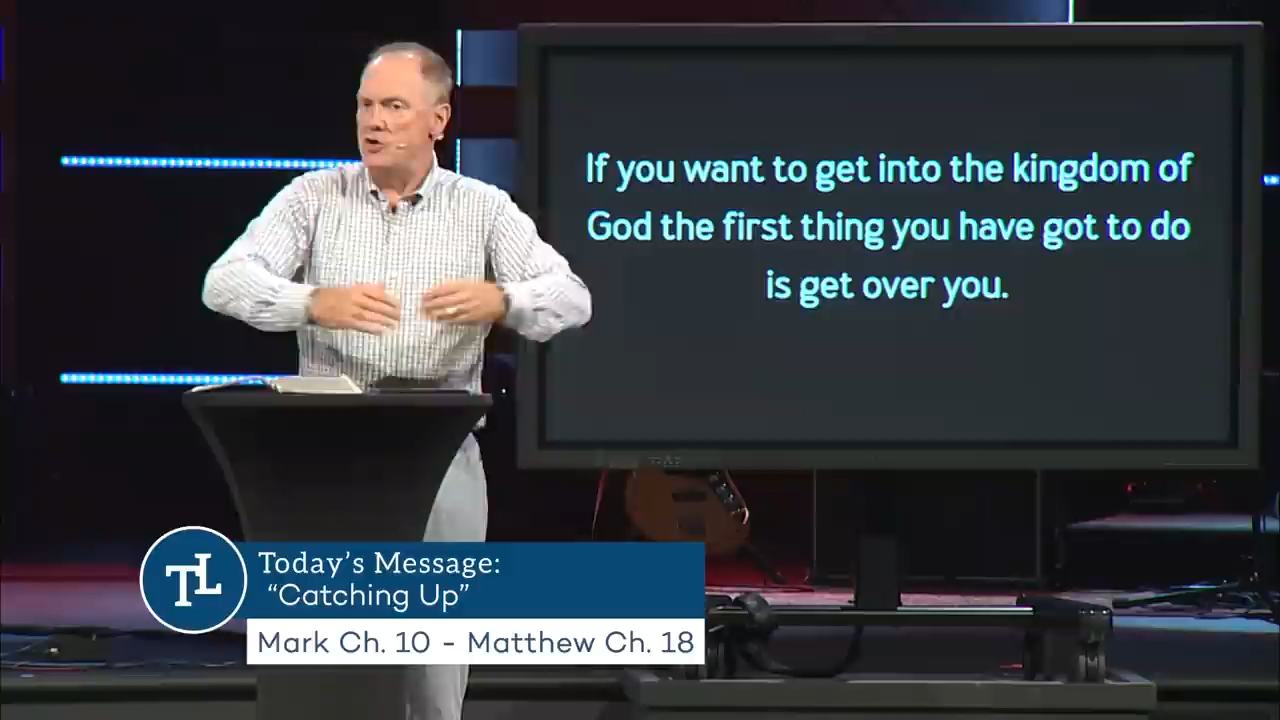 If you want to get into the kingdom of
God the first thing you have got to do
is get over you.
TL
Today's Message:
“Catching Up”
Mark Ch. 10 - Matthew Ch. 18